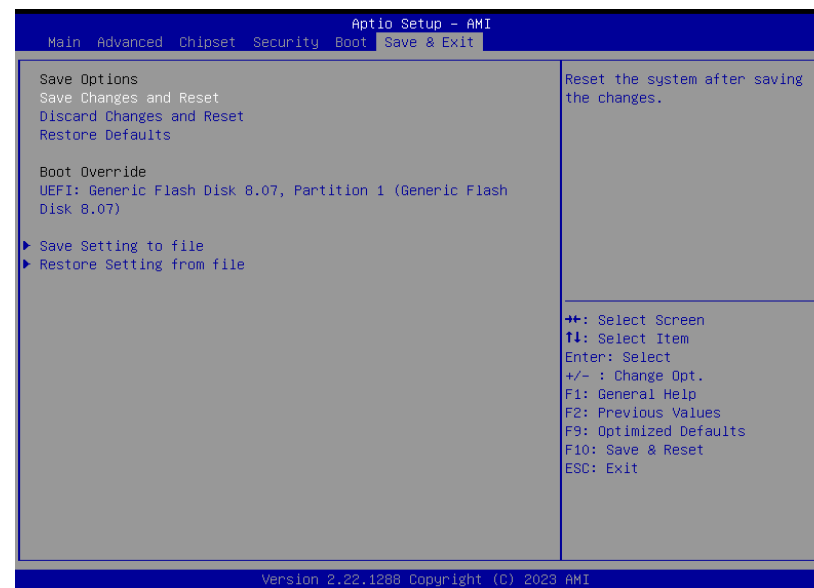 Aptio Setup – AMI
Main Advanced Chipset Security Boot Save & Exit
Save Options
Save Changes and Reset
Discard Changes and Reset
Restore Defaults
Boot Override
UEFI: Generic Flash Disk 8.07, Partition 1 (Generic Flash
Disk 8.07)
▶ Save Setting to file
▶ Restore Setting from file
Reset the system after saving
the changes.
→←: Select Screen
↑↓: Select Item
Enter: Select
+/- : Change Opt.
F1: General Help
F2: Previous Values
F9: Optimized Defaults
F10: Save & Reset
ESC: Exit
Version 2.22.1288 Copyright (C) 2023 AMI